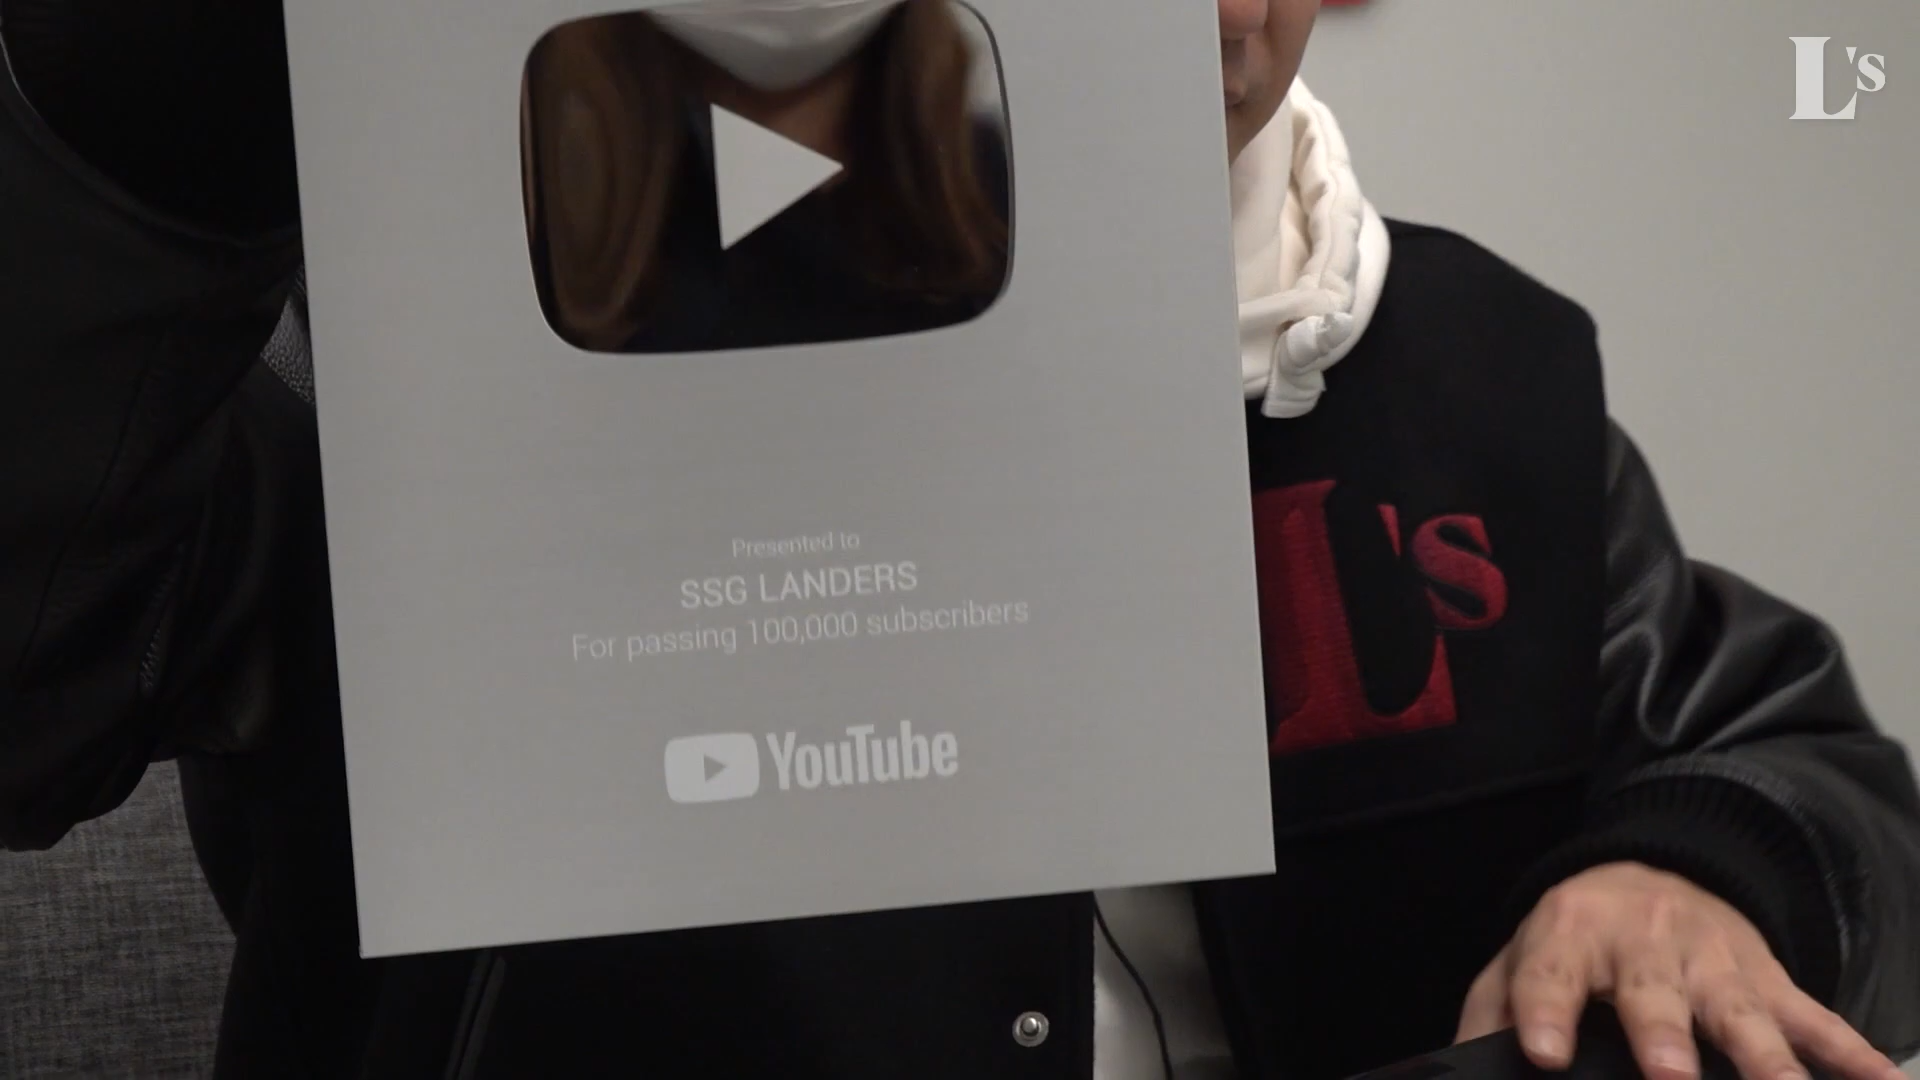 L's
Presented to
SSG LANDERS
For passing 100,000 subscribers
YouTube
L's